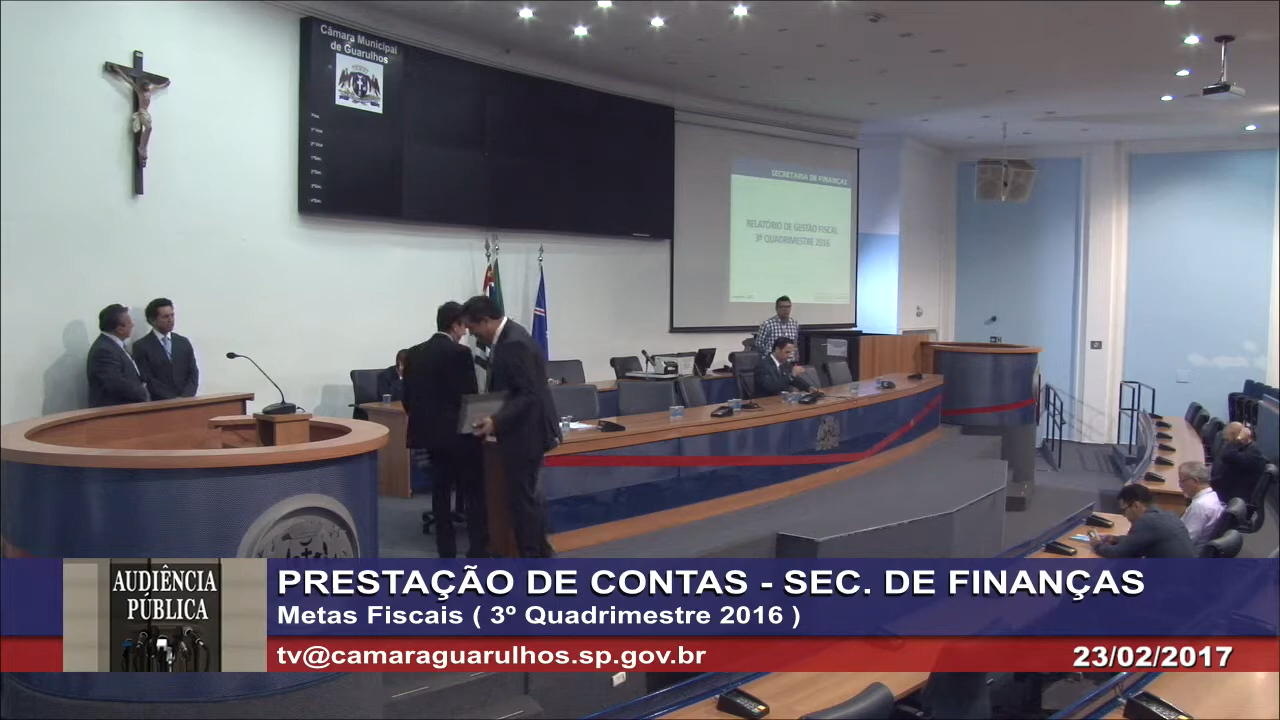 Câmara Municipal
de Guarulhos
SECRETARIA DE FINANÇAS
RELATÓRIO DE GESTÃO FISCAL
3º QUADRIMESTRE 2016
AUDIÊNCIA
PÚBLICA
PRESTAÇÃO DE CONTAS - SEC. DE FINANÇAS
Metas Fiscais ( 3º Quadrimestre 2016 )
tv@camaraguarulhos.sp.gov.br
23/02/2017